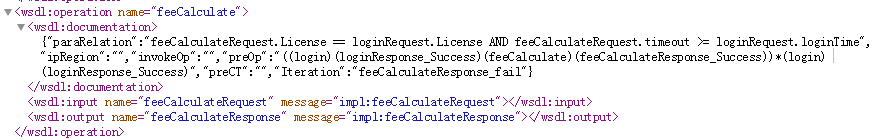 <wsdl:operation name="feeCalculate">
<wsdl:documentation>
{"paraRelation":"feeCalculateRequest.License == loginRequest.License AND feeCalculateRequest.timeout >= loginRequest.loginTime",
"ipRegion":"","invokeOp":"","preOp":"((login)(loginResponse_Success)(feeCalculate)(feeCalculateResponse_Success))*(login)
(loginResponse_Success)","preCT":"","Iteration":"feeCalculateResponse_fail"}
</wsdl:documentation>
<wsdl:input name="feeCalculateRequest" message="impl:feeCalculateRequest"></wsdl:input>
<wsdl:output name="feeCalculateResponse" message="impl:feeCalculateResponse"></wsdl:output>
</wsdl:operation>